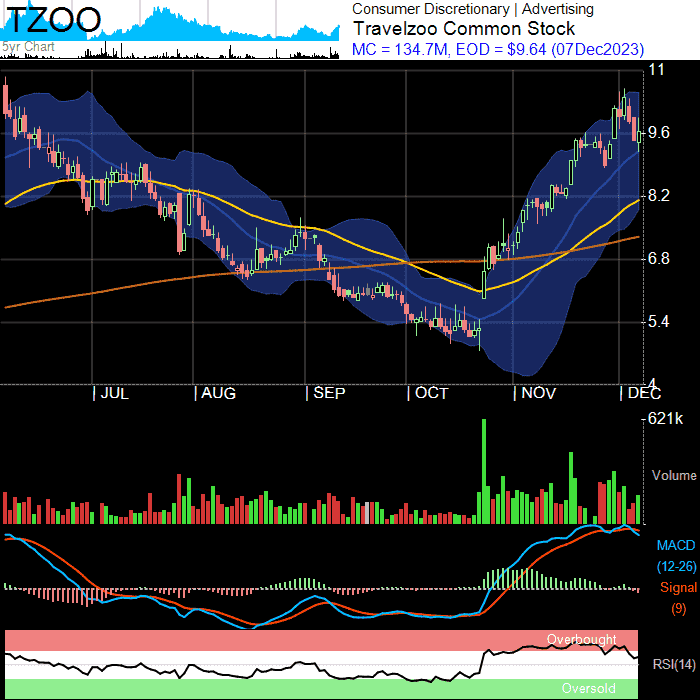 TZOO
5yr Chart
Consumer Discretionary | Advertising
Travelzoo Common Stock
MC = 134.7M, EOD = $9.64 (07Dec2023)
11
9.6
8.2
6.8
5.4
4
JUL AUG SEP OCT NOV DEC
621k
Volume
MACD
(12-26)
Signal
(9)
Overbought
RSI(14)
Oversold